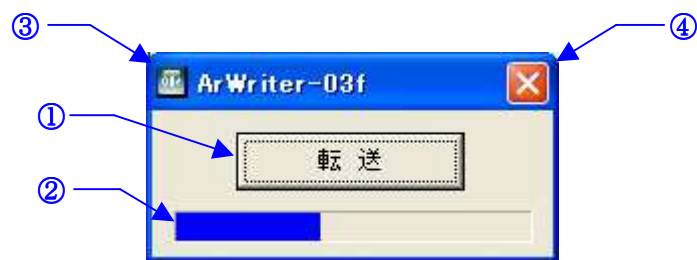 ③
④
ArWriter-03f
①
転 送
②